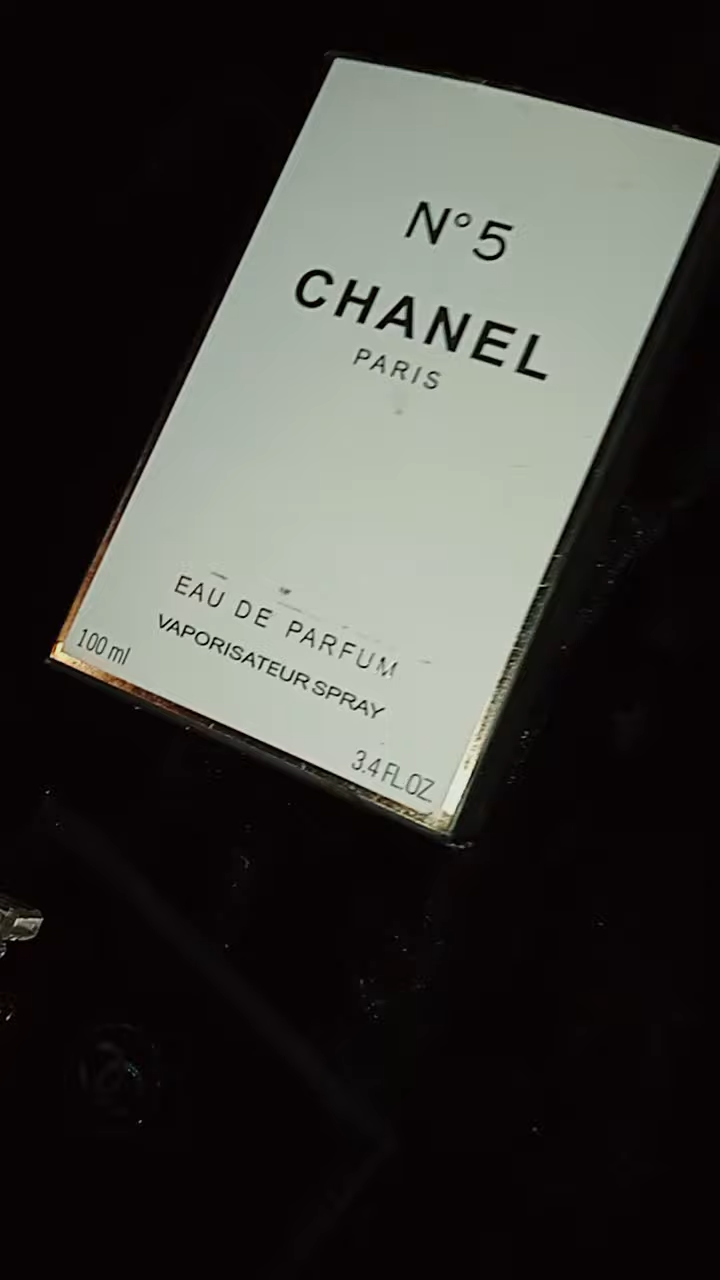 N°5
CHANEL
PARIS
EAU DE PARFUM
VAPORISATEUR SPRAY
100 ml
3.4 FL.OZ